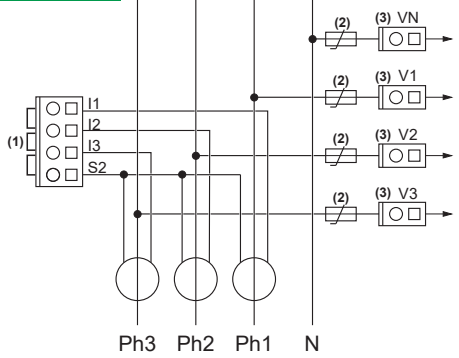 (2) (3) VN
(2) (3) V1
I1
I2
(1) I3
(2) (3) V2
S2
(2) (3) V3
Ph3 Ph2 Ph1 N